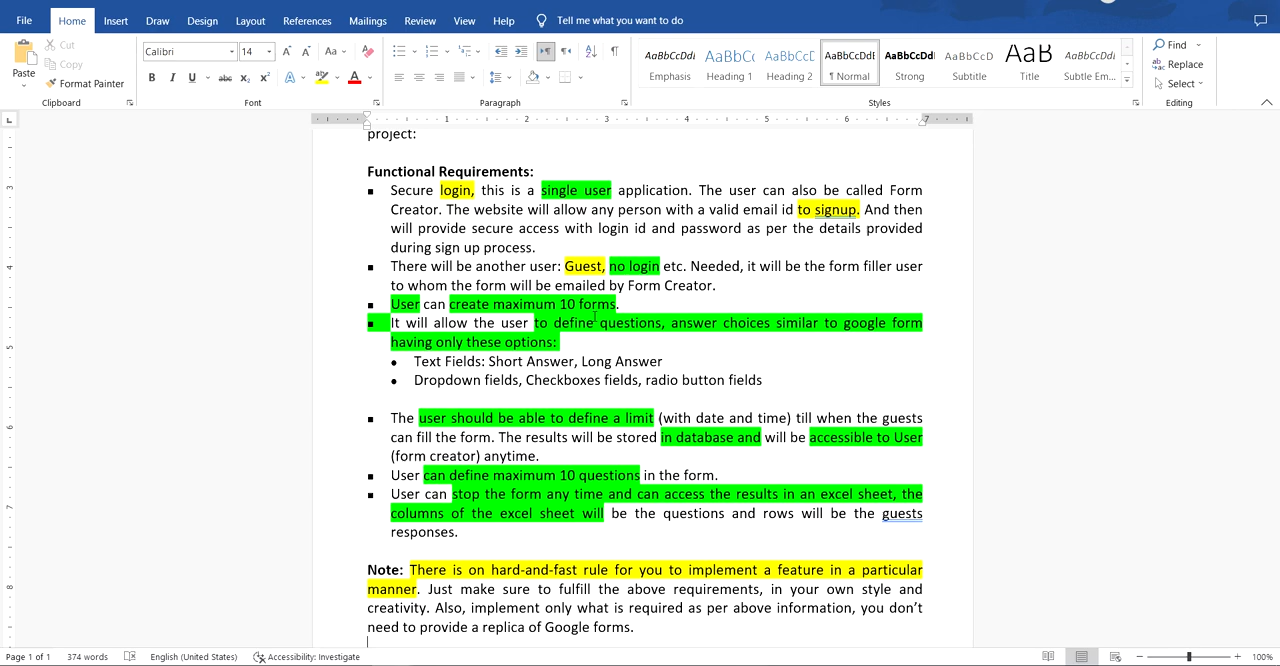 File Home Insert Draw Design Layout References Mailings Review View Help Tell me what you want to do
Paste Cut Copy Format Painter Clipboard
Calibri 14 Aa
B I U abc X₂ X² A A
Font
Paragraph
AaBbCcDdI AaBbC( AaBbCcC AaBbCcDdE AaBbCcDd AaBbCcD AaB AaBbCcDdI
Emphasis Heading 1 Heading 2 ¶ Normal Strong Subtitle Title Subtle Em...
Styles
Find Replace Select
Editing
1 2 3 4 5 6 7
project:
Functional Requirements:
▪ Secure login, this is a single user application. The user can also be called Form
Creator. The website will allow any person with a valid email id to signup. And then
will provide secure access with login id and password as per the details provided
during sign up process.
▪ There will be another user: Guest, no login etc. Needed, it will be the form filler user
to whom the form will be emailed by Form Creator.
▪ User can create maximum 10 forms.
▪ It will allow the user to define questions, answer choices similar to google form
having only these options:
• Text Fields: Short Answer, Long Answer
• Dropdown fields, Checkboxes fields, radio button fields
▪ The user should be able to define a limit (with date and time) till when the guests
can fill the form. The results will be stored in database and will be accessible to User
(form creator) anytime.
▪ User can define maximum 10 questions in the form.
▪ User can stop the form any time and can access the results in an excel sheet, the
columns of the excel sheet will be the questions and rows will be the guests
responses.
Note: There is on hard-and-fast rule for you to implement a feature in a particular
manner. Just make sure to fulfill the above requirements, in your own style and
creativity. Also, implement only what is required as per above information, you don’t
need to provide a replica of Google forms.
Page 1 of 1 374 words English (United States) Accessibility: Investigate 100%